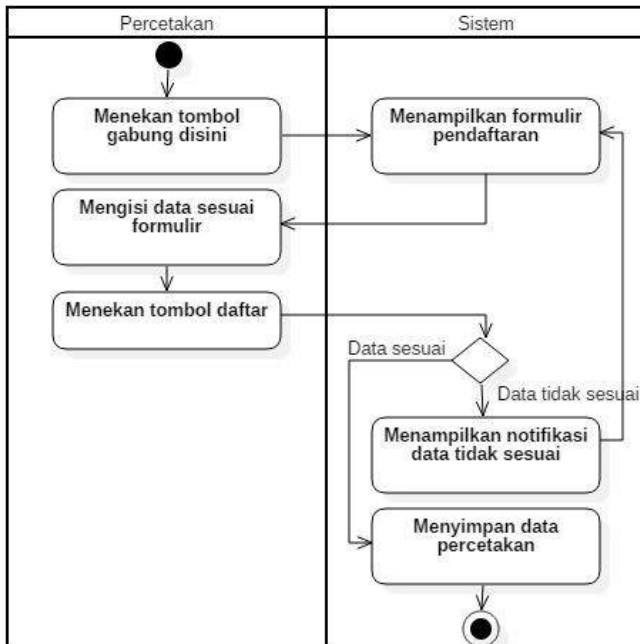 Percetakan
Sistem
Menekan tombol
gabung disini
Menampilkan formulir
pendaftaran
Mengisi data sesuai
formulir
Menekan tombol daftar
Data sesuai
Data tidak sesuai
Menampilkan notifikasi
data tidak sesuai
Menyimpan data
percetakan